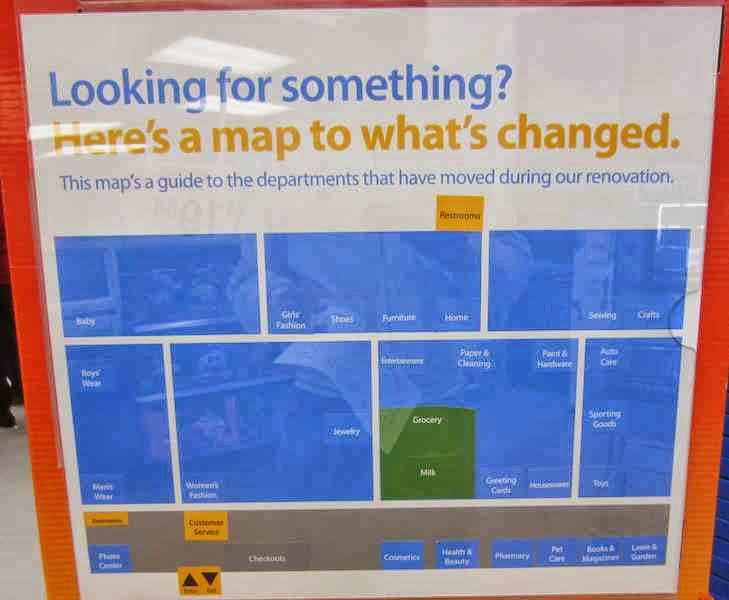 Looking for something?
Here's a map to what's changed.
This map's a guide to the departments that have moved during our renovation.
Restrooms
Baby
Girls'
Fashion
Shoes
Furniture
Home
Sewing
Crafts
Boys'
Wear
Men's
Wear
Jewelry
Women's
Fashion
Entertainment
Paper &
Cleaning
Paint &
Hardware
Grocery
Milk
Greeting
Cards
Housewares
Auto
Care
Sporting
Goods
Toys
Restrooms
Customer
Service
Photo
Center
Checkouts
Cosmetics
Health &
Beauty
Pharmacy
Pet
Care
Books &
Magazines
Lawn &
Garden
Enter Exit